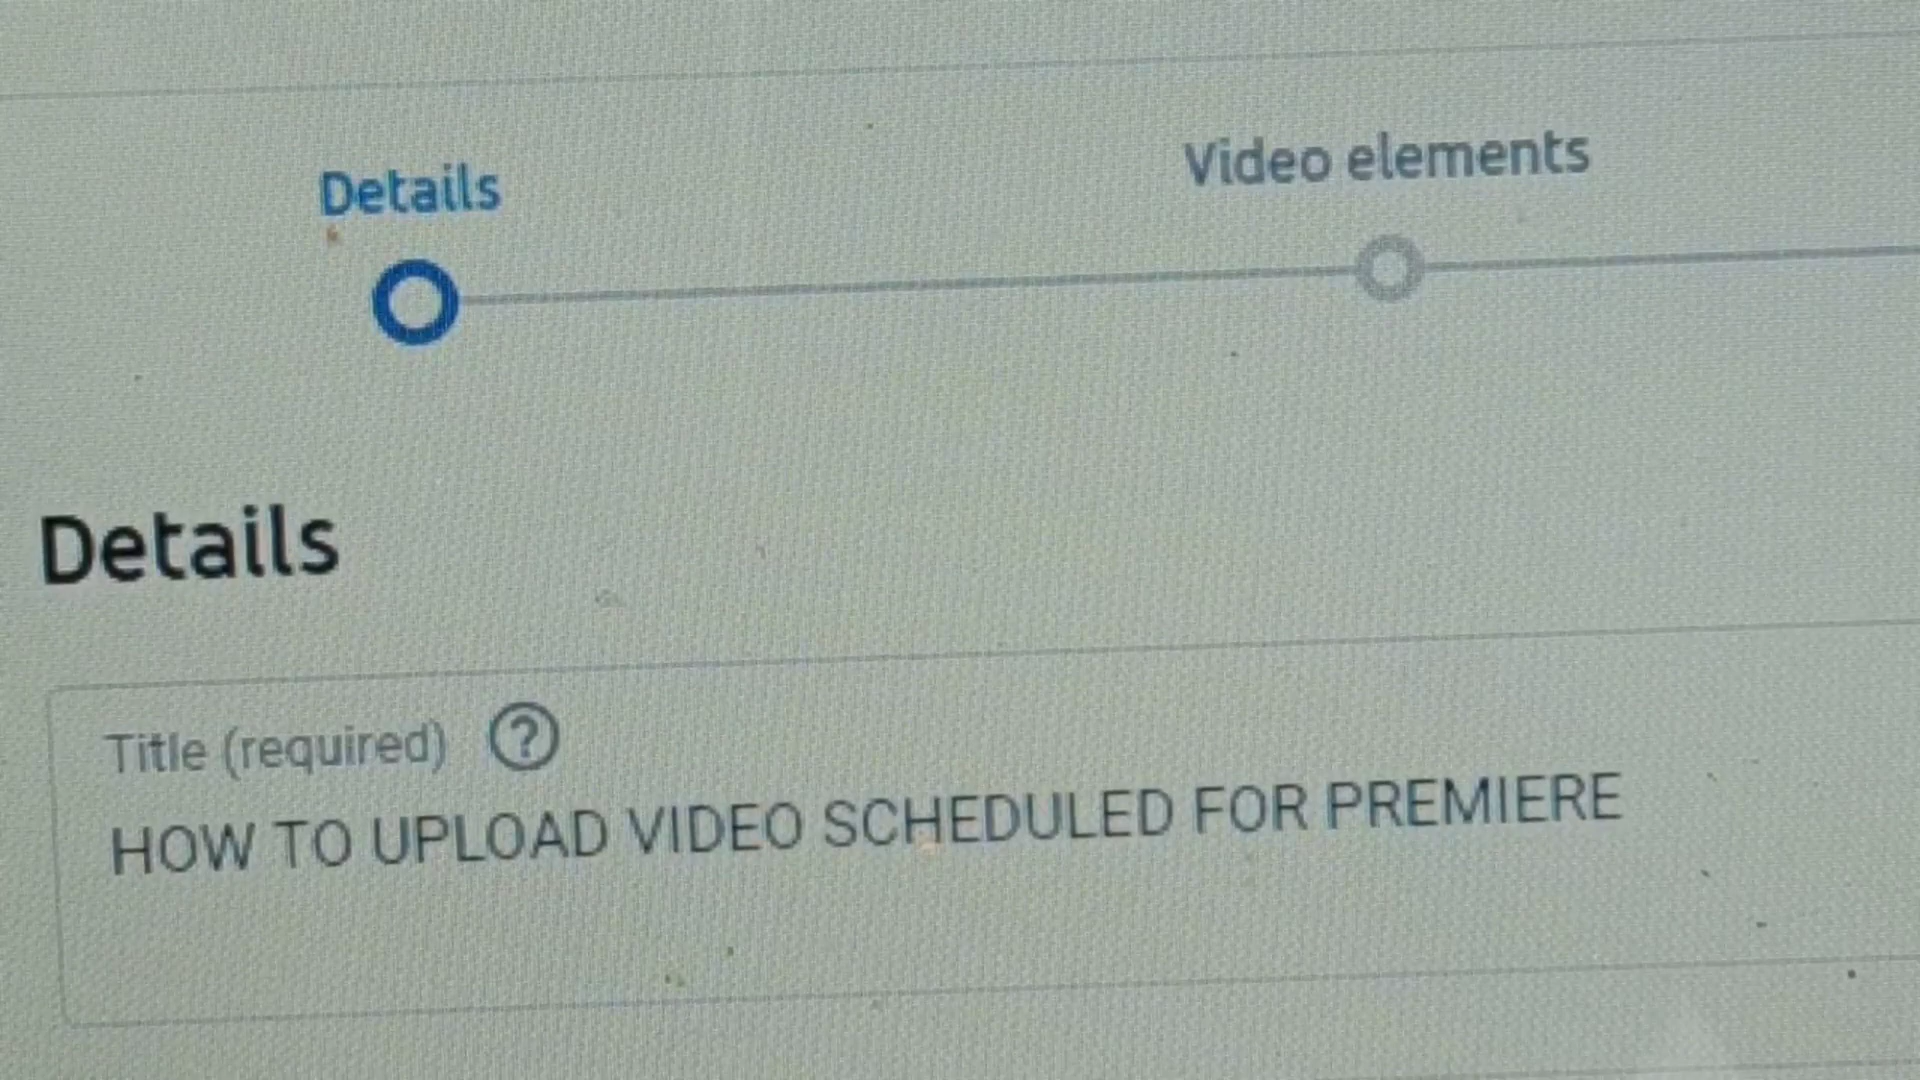 Details
Video elements
Details
Title (required) ?
HOW TO UPLOAD VIDEO SCHEDULED FOR PREMIERE